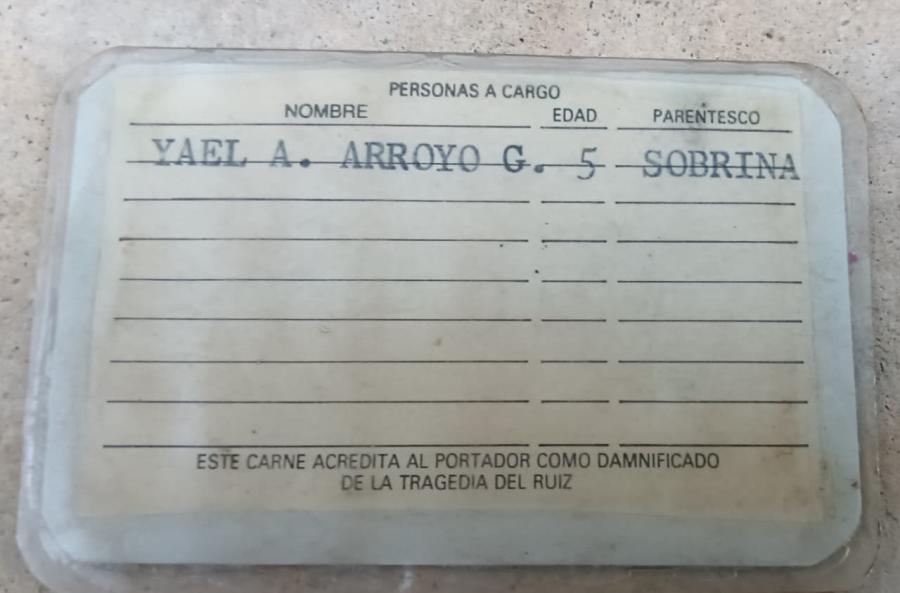 PERSONAS A CARGO
NOMBRE EDAD PARENTESCO
YAEL A. ARROYO G. 5 SOBRINA
ESTE CARNE ACREDITA AL PORTADOR COMO DAMNIFICADO
DE LA TRAGEDIA DEL RUIZ